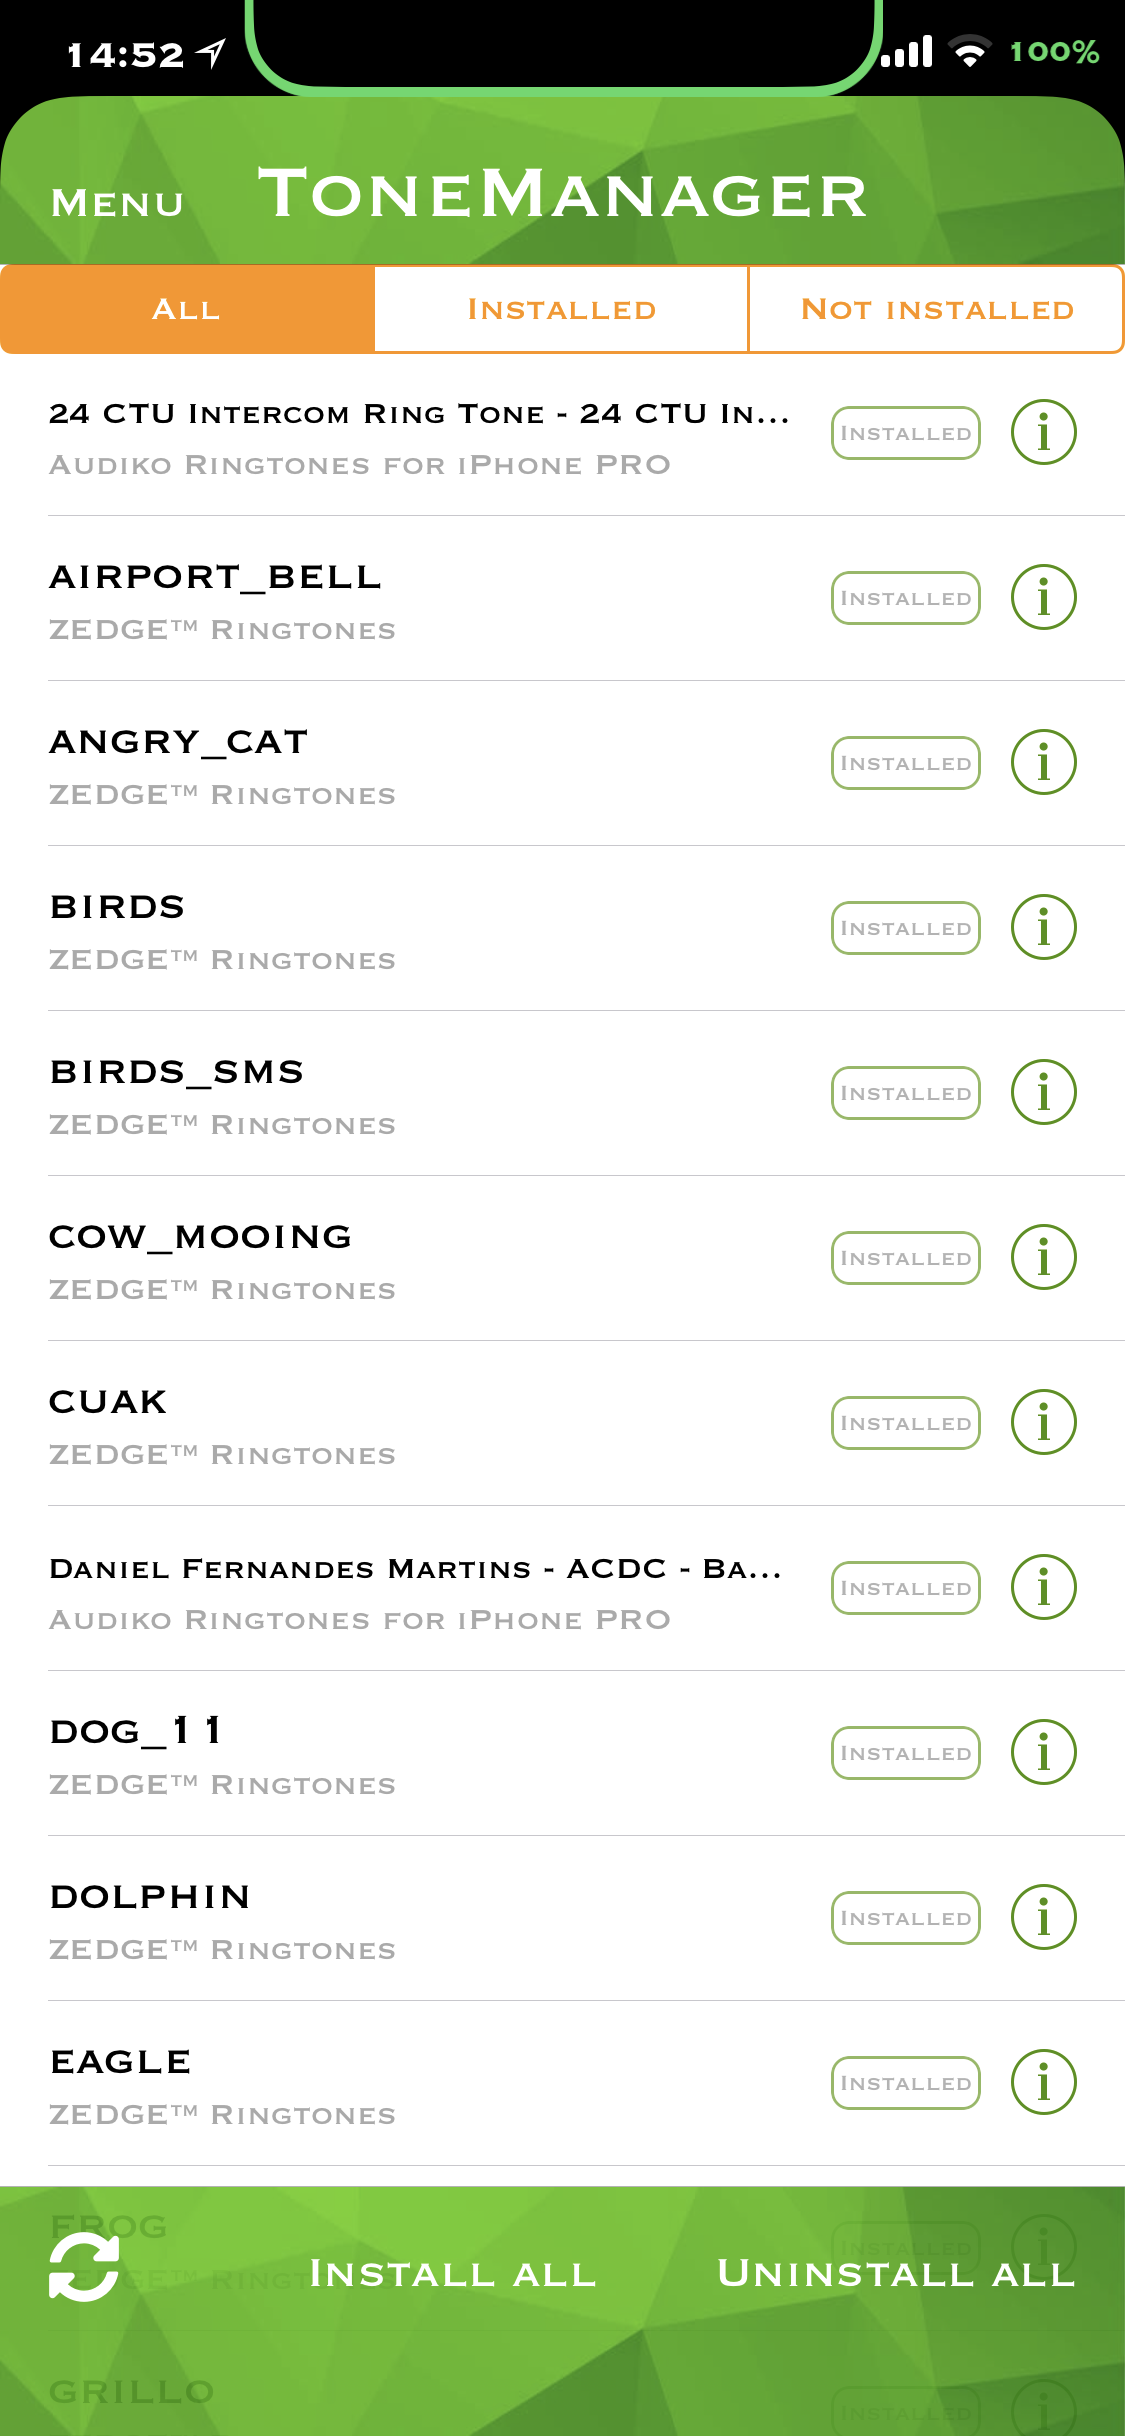 14:52
100%
Menu
ToneManager
All
Installed
Not installed
24 CTU Intercom Ring Tone - 24 CTU In...
Audiko Ringtones for iPhone PRO
Installed
AIRPORT_BELL
ZEDGE™ Ringtones
Installed
ANGRY_CAT
ZEDGE™ Ringtones
Installed
BIRDS
ZEDGE™ Ringtones
Installed
BIRDS_SMS
ZEDGE™ Ringtones
Installed
COW_MOOING
ZEDGE™ Ringtones
Installed
CUAK
ZEDGE™ Ringtones
Installed
Daniel Fernandes Martins - ACDC - Ba...
Audiko Ringtones for iPhone PRO
Installed
DOG_11
ZEDGE™ Ringtones
Installed
DOLPHIN
ZEDGE™ Ringtones
Installed
EAGLE
ZEDGE™ Ringtones
Installed
FROG
ZEDGE™ Ringtones
Installed
Install all
Uninstall all
GRILLO
Installed